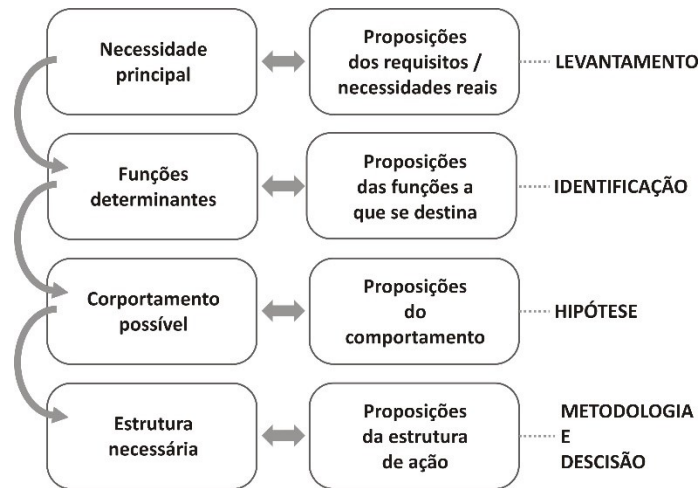 Necessidade
principal
Proposições
dos requisitos /
necessidades reais
LEVANTAMENTO
Funções
determinantes
Proposições
das funções a
que se destina
IDENTIFICAÇÃO
Corportamento
possível
Proposições
do
comportamento
HIPÓTESE
Estrutura
necessária
Proposições
da estrutura
de ação
METODOLOGIA
E
DESCISÃO